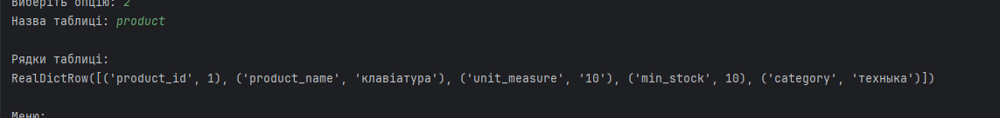 Виберіть опцію: 2
Назва таблиці: product
Рядки таблиці:
RealDictRow([('product_id', 1), ('product_name', 'клавіатура'), ('unit_measure', '10'), ('min_stock', 10), ('category', 'техныка')])
Меню: